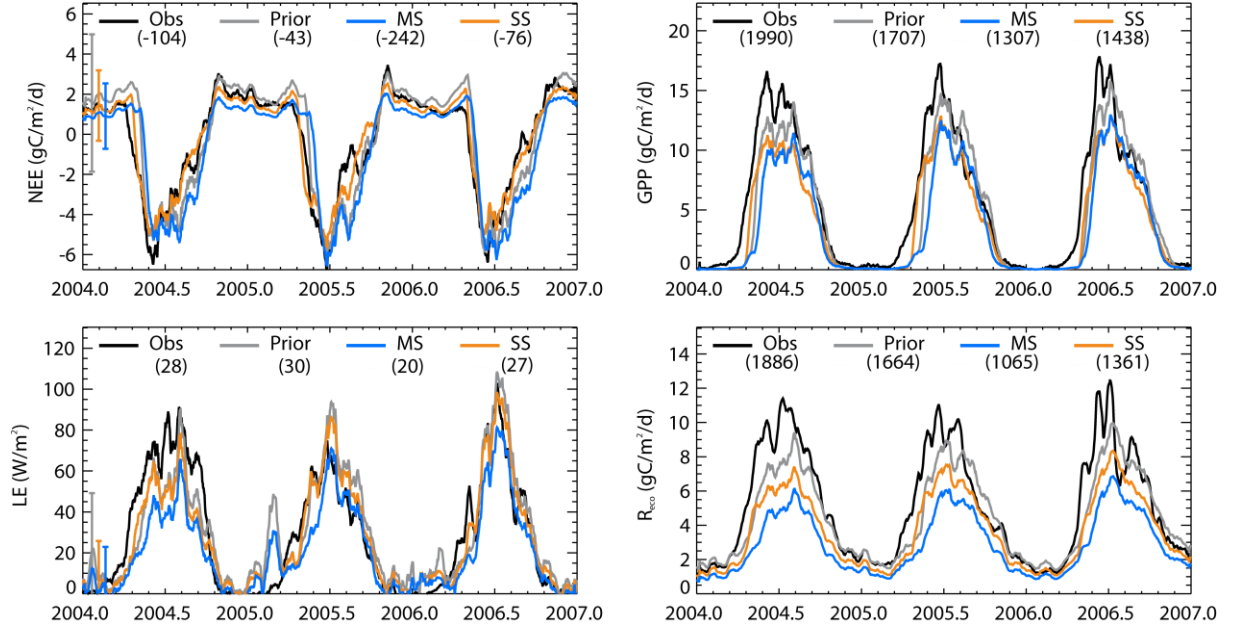 Obs Prior MS SS
(-104) (-43) (-242) (-76)
6
4
2
0
-2
-4
-6
NEE (gC/m²/d)
2004.0 2004.5 2005.0 2005.5 2006.0 2006.5 2007.0
Obs Prior MS SS
(1990) (1707) (1307) (1438)
20
15
10
5
0
GPP (gC/m²/d)
2004.0 2004.5 2005.0 2005.5 2006.0 2006.5 2007.0
Obs Prior MS SS
(28) (30) (20) (27)
120
100
80
60
40
20
0
LE (W/m²)
2004.0 2004.5 2005.0 2005.5 2006.0 2006.5 2007.0
Obs Prior MS SS
(1886) (1664) (1065) (1361)
14
12
10
8
6
4
2
0
Reco (gC/m²/d)
2004.0 2004.5 2005.0 2005.5 2006.0 2006.5 2007.0